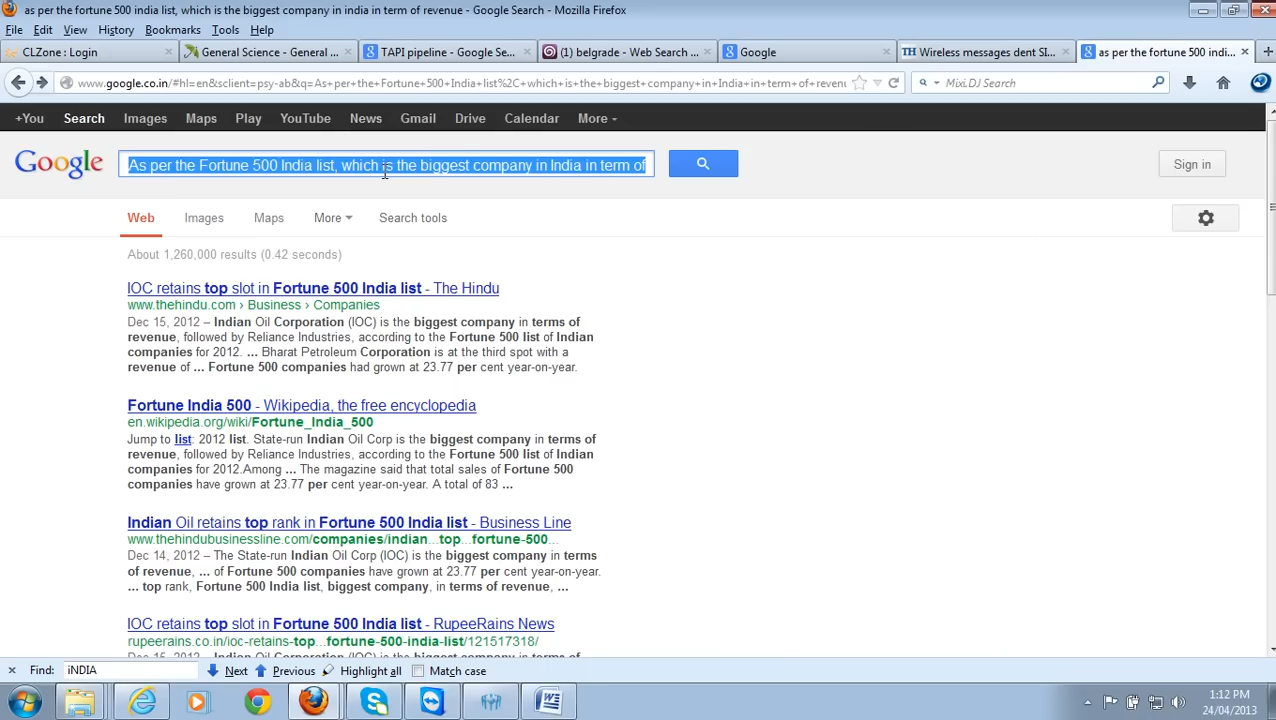 as per the fortune 500 india list, which is the biggest company in india in term of revenue - Google Search - Mozilla Firefox
File Edit View History Bookmarks Tools Help
CLZone : Login
General Science - General ...
TAPI pipeline - Google Se...
(1) belgrade - Web Search ...
Google
Wireless messages dent SI...
as per the fortune 500 indi...
www.google.co.in/#hl=en&sclient=psy-ab&q=As+per+the+Fortune+500+India+list%2C+which+is+the+biggest+company+in+India+in+term+of+revenu
MixiDJ Search
+You Search Images Maps Play YouTube News Gmail Drive Calendar More
Google
As per the Fortune 500 India list, which is the biggest company in India in term of
Sign in
Web Images Maps More Search tools
About 1,260,000 results (0.42 seconds)
IOC retains top slot in Fortune 500 India list - The Hindu
www.thehindu.com › Business › Companies
Dec 15, 2012 – Indian Oil Corporation (IOC) is the biggest company in terms of
revenue, followed by Reliance Industries, according to the Fortune 500 list of Indian
companies for 2012. ... Bharat Petroleum Corporation is at the third spot with a
revenue of ... Fortune 500 companies had grown at 23.77 per cent year-on-year.
Fortune India 500 - Wikipedia, the free encyclopedia
en.wikipedia.org/wiki/Fortune_India_500
Jump to list: 2012 list. State-run Indian Oil Corp is the biggest company in terms of
revenue, followed by Reliance Industries, according to the Fortune 500 list of Indian
companies for 2012.Among ... The magazine said that total sales of Fortune 500
companies have grown at 23.77 per cent year-on-year. A total of 83 ...
Indian Oil retains top rank in Fortune 500 India list - Business Line
www.thehindubusinessline.com/companies/indian...top...fortune-500...
Dec 14, 2012 – The State-run Indian Oil Corp (IOC) is the biggest company in terms
of revenue, ... of Fortune 500 companies have grown at 23.77 per cent year-on-year.
... top rank, Fortune 500 India list, biggest company, in terms of revenue, ...
IOC retains top slot in Fortune 500 India list - RupeeRains News
rupeerains.co.in/ioc-retains-top...fortune-500-india-list/121517318/
Dec 15, 2012 – Indian Oil Corporation (IOC) is the biggest company in terms of
Find: iNDIA Next Previous Highlight all Match case
1:12 PM
24/04/2013